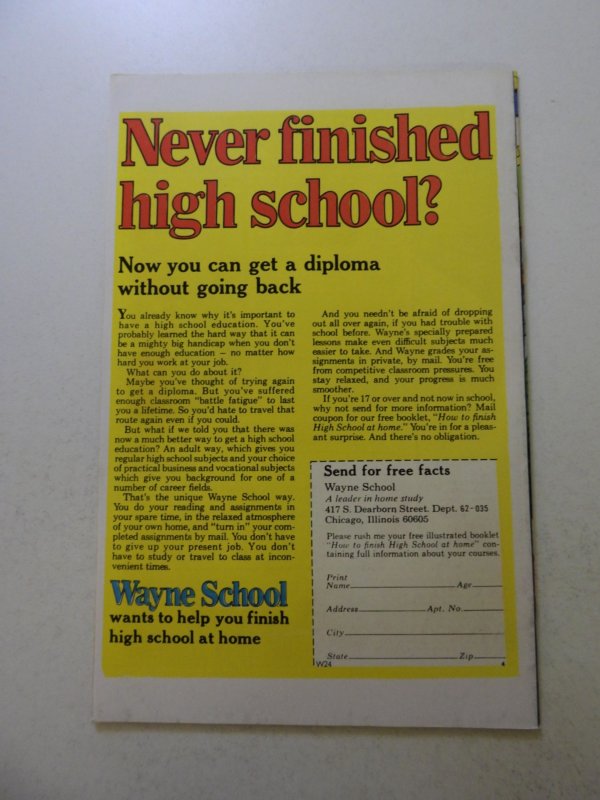 Never finished
high school?
Now you can get a diploma
without going back
You already know why it's important to
have a high school education. You've
probably learned the hard way that it can
be a mighty big handicap when you don't
have enough education — no matter how
hard you work at your job.
What can you do about it?
Maybe you've thought of trying again
to get a diploma. But you've suffered
enough classroom "battle fatigue" to last
you a lifetime. So you'd hate to travel that
route again even if you could.
But what if we told you that there was
now a much better way to get a high school
education? An adult way, which gives you
regular high school subjects and your choice
of practical business and vocational subjects
which give you background for one of a
number of career fields.
That's the unique Wayne School way.
You do your reading and assignments in
your spare time, in the relaxed atmosphere
of your own home, and "turn in" your com-
pleted assignments by mail. You don't have
to give up your present job. You don't
have to study or travel to class at incon-
venient times.
Wayne School
wants to help you finish
high school at home
And you needn't be afraid of dropping
out all over again, if you had trouble with
school before. Wayne's specially prepared
lessons make even difficult subjects much
easier to take. And Wayne grades your as-
signments in private, by mail. You're free
from competitive classroom pressures. You
stay relaxed, and your progress is much
smoother.
If you're 17 or over and not now in school,
why not send for more information? Mail
coupon for our free booklet, "How to finish
High School at home." You're in for a pleas-
ant surprise. And there's no obligation.
Send for free facts
Wayne School
A leader in home study
417 S. Dearborn Street. Dept. 62-035
Chicago, Illinois 60605
Please rush me your free illustrated booklet
"How to finish High School at home" con-
taining full information about your courses.
Print
Name Age
Address Apt. No.
City
State Zip
W24 4